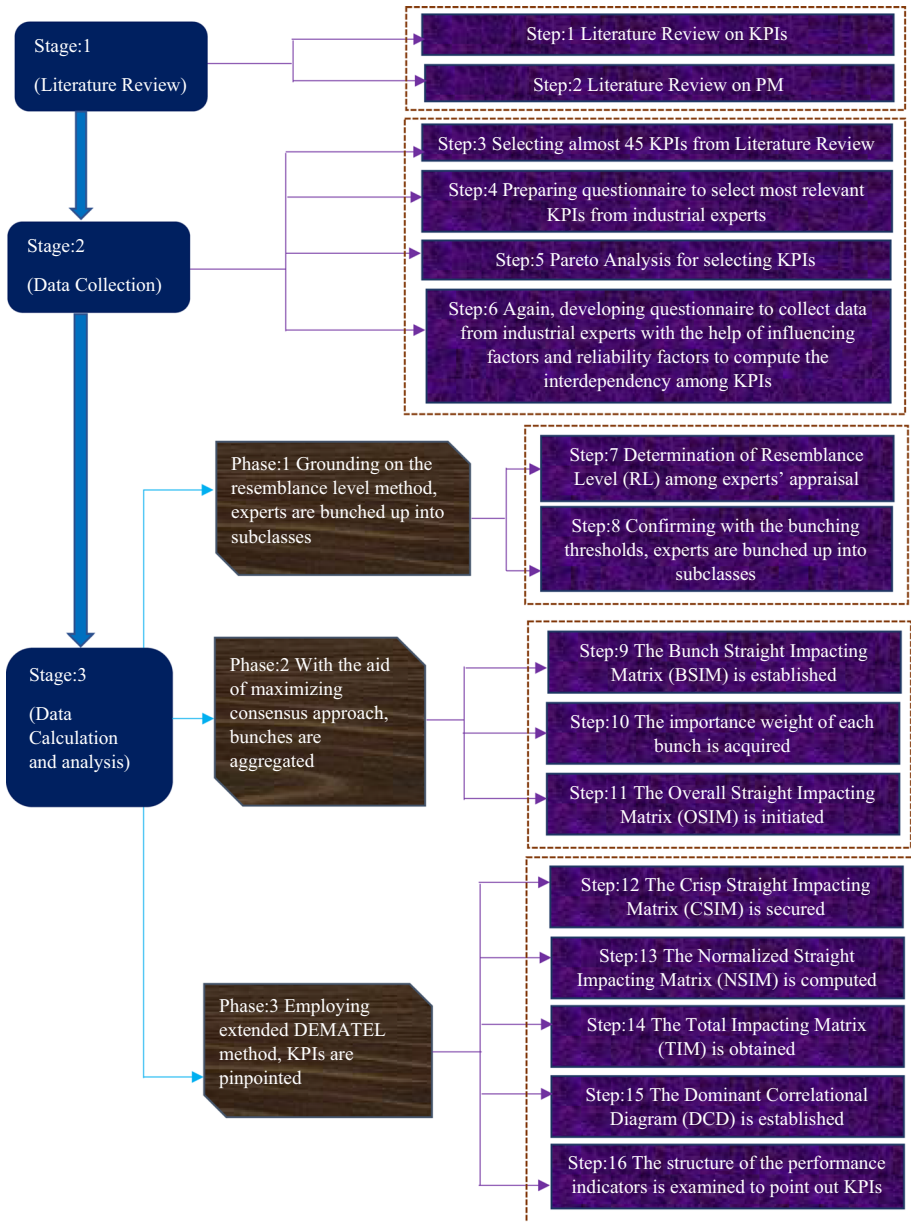 Stage:1
(Literature Review)
Step:1 Literature Review on KPIs
Step:2 Literature Review on PM
Stage:2
(Data Collection)
Step:3 Selecting almost 45 KPIs from Literature Review
Step:4 Preparing questionnaire to select most relevant
KPIs from industrial experts
Step:5 Pareto Analysis for selecting KPIs
Step:6 Again, developing questionnaire to collect data
from industrial experts with the help of influencing
factors and reliability factors to compute the
interdependency among KPIs
Stage:3
(Data
Calculation
and analysis)
Phase:1 Grounding on the
resemblance level method,
experts are bunched up into
subclasses
Step:7 Determination of Resemblance
Level (RL) among experts’ appraisal
Step:8 Confirming with the bunching
thresholds, experts are bunched up into
subclasses
Phase:2 With the aid
of maximizing
consensus approach,
bunches are
aggregated
Step:9 The Bunch Straight Impacting
Matrix (BSIM) is established
Step:10 The importance weight of each
bunch is acquired
Step:11 The Overall Straight Impacting
Matrix (OSIM) is initiated
Phase:3 Employing
extended DEMATEL
method, KPIs are
pinpointed
Step:12 The Crisp Straight Impacting
Matrix (CSIM) is secured
Step:13 The Normalized Straight
Impacting Matrix (NSIM) is computed
Step:14 The Total Impacting Matrix
(TIM) is obtained
Step:15 The Dominant Correlational
Diagram (DCD) is established
Step:16 The structure of the performance
indicators is examined to point out KPIs